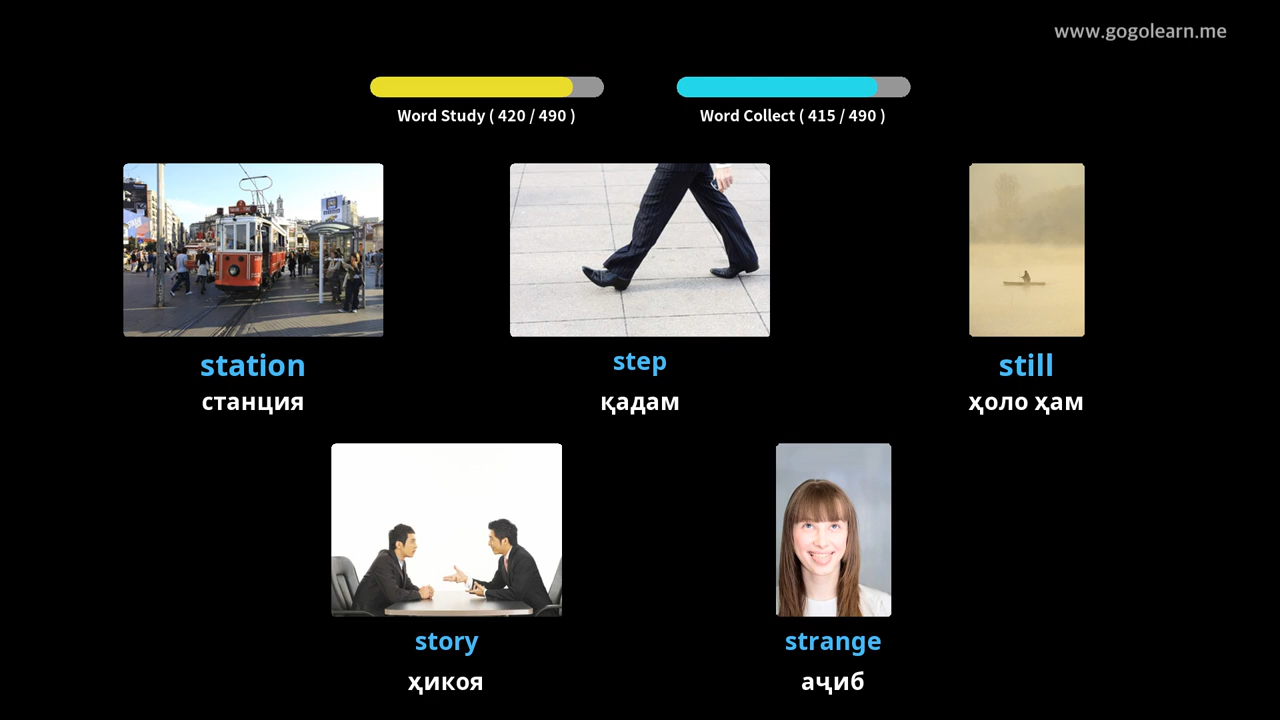 www.gogolearn.me
Word Study ( 420 / 490 )
Word Collect ( 415 / 490 )
station
step
still
станция
қадам
ҳоло ҳам
story
strange
ҳикоя
аҷиб